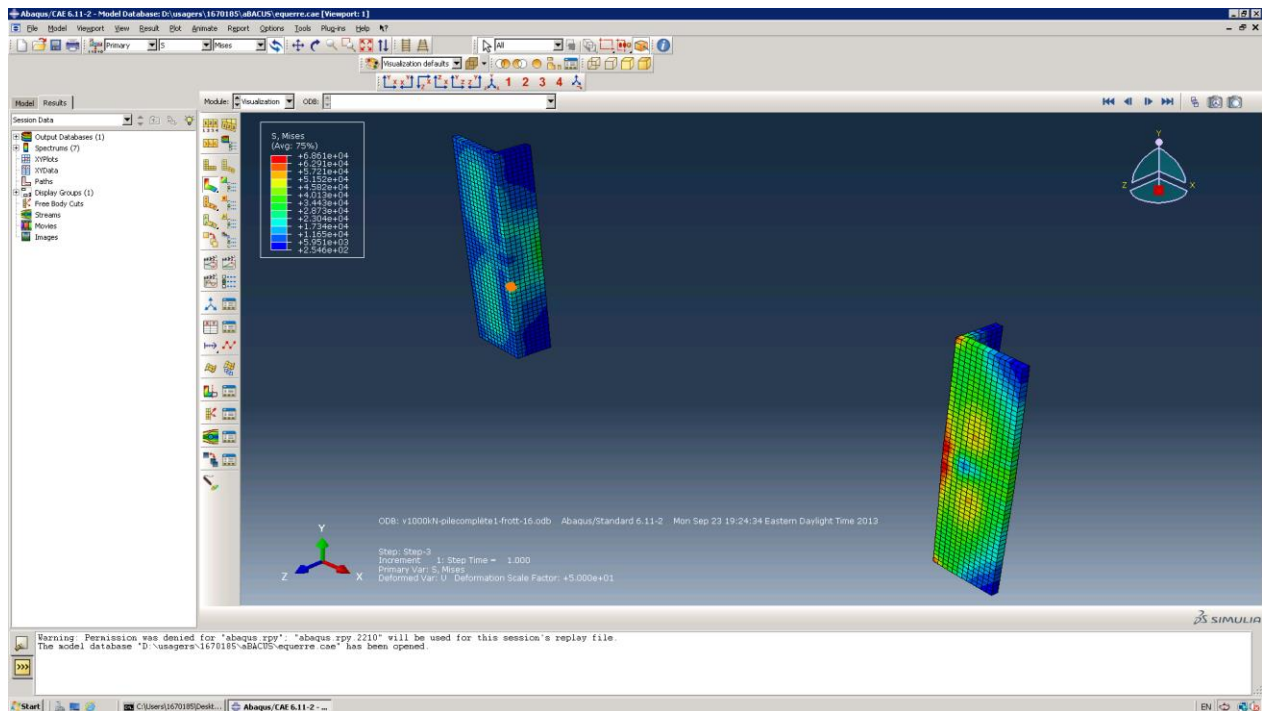 Abaqus/CAE 6.11-2 - Model Database: D:\usagers\1670185\aBACUS\equerre.cae [Viewport: 1]
File Model Viewport View Result Plot Animate Report Options Tools Plug-ins Help
Primary S Mises All
Visualization defaults
1 2 3 4
Model Results Module: Visualization ODB:
Session Data
Output Databases (1)
Spectrums (7)
XYPlots
XYData
Paths
Display Groups (1)
Free Body Cuts
Streams
Movies
Images
S, Mises
(Avg: 75%)
+6.861e+04
+6.291e+04
+5.721e+04
+5.152e+04
+4.582e+04
+4.013e+04
+3.443e+04
+2.873e+04
+2.304e+04
+1.734e+04
+1.165e+04
+5.951e+03
+2.546e+02
Y
Z X
ODB: v1000kN-pilecomplète1-frott-16.odb Abaqus/Standard 6.11-2 Mon Sep 23 19:24:34 Eastern Daylight Time 2013
Step: Step-3
Increment 1: Step Time = 1.000
Primary Var: S, Mises
Deformed Var: U Deformation Scale Factor: +5.000e+01
Y
Z X
SIMULIA
Warning: Permission was denied for "abaqus.rpy"; "abaqus.rpy.2210" will be used for this session's replay file.
The model database "D:\usagers\1670185\aBACUS\equerre.cae" has been opened.
>>>
Start C:\Users\1670185\Deskt... Abaqus/CAE 6.11-2 - ... EN